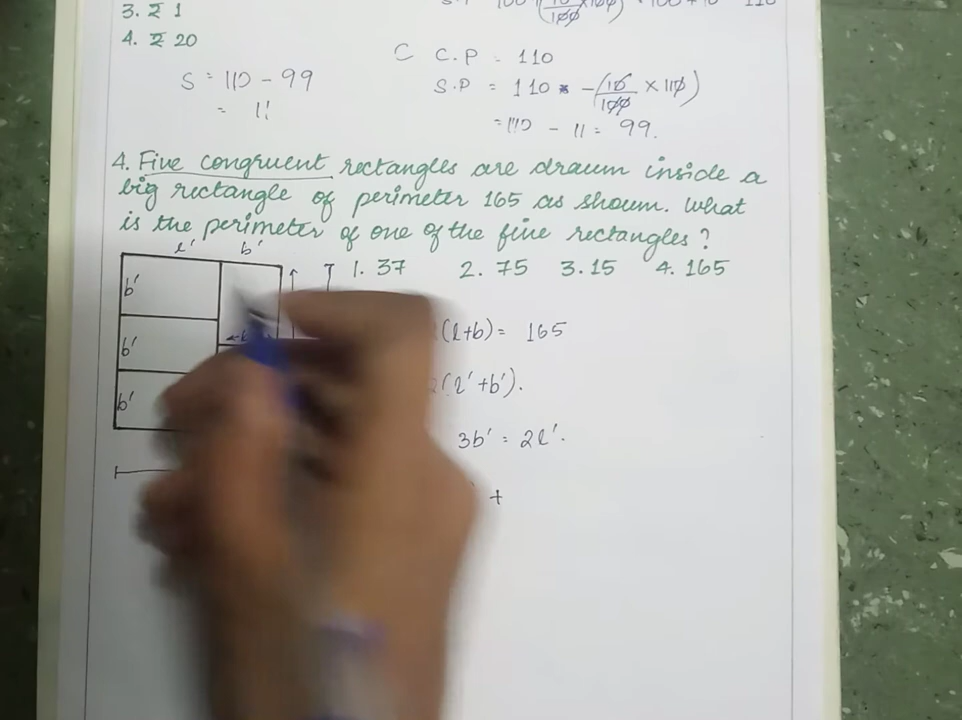 3. ₹ 1
4. ₹ 20
C C.P = 110
S = 110 - 99
S.P = 110 - (10/100 × 110)
= 11
= 110 - 11 = 99.
4. Five congruent rectangles are drawn inside a
big rectangle of perimeter 165 as shown. What
is the perimeter of one of the five rectangles?
l' b'
1. 37 2. 75 3. 15 4. 165
b'
(l+b) = 165
b'
2(l'+b').
b'
3b' = 2l'.
+